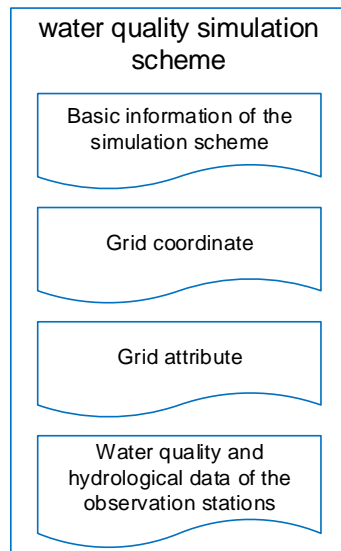 water quality simulation
scheme
Basic information of the
simulation scheme
Grid coordinate
Grid attribute
Water quality and
hydrological data of the
observation stations